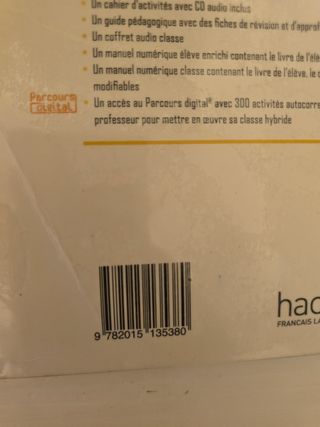 Un cahier d'activités avec CD audio inclus
Un guide pédagogique avec des fiches de révision et d'approf
Un coffret audio classe
Un manuel numérique élève enrichi contenant le livre de l'élè
Un manuel numérique classe contenant le livre de l'élève, le c
modifiables
Parcours
digital
Un accès au Parcours digital® avec 300 activités autocorre
professeur pour mettre en œuvre sa classe hybride
9 782015 135380
hac
FRANCAIS LA